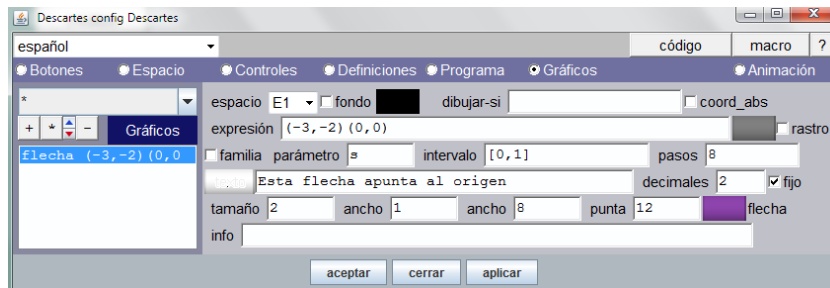 Descartes config Descartes
español código macro ?
Botones Espacio Controles Definiciones Programa Gráficos Animación
* espacio E1 fondo dibujar-si coord_abs
+ * - Gráficos expresión (-3,-2)(0,0) rastro
flecha (-3,-2)(0,0 familia parámetro s intervalo [0,1] pasos 8
Esta flecha apunta al origen decimales 2 fijo
tamaño 2 ancho 1 ancho 8 punta 12 flecha
info
aceptar cerrar aplicar